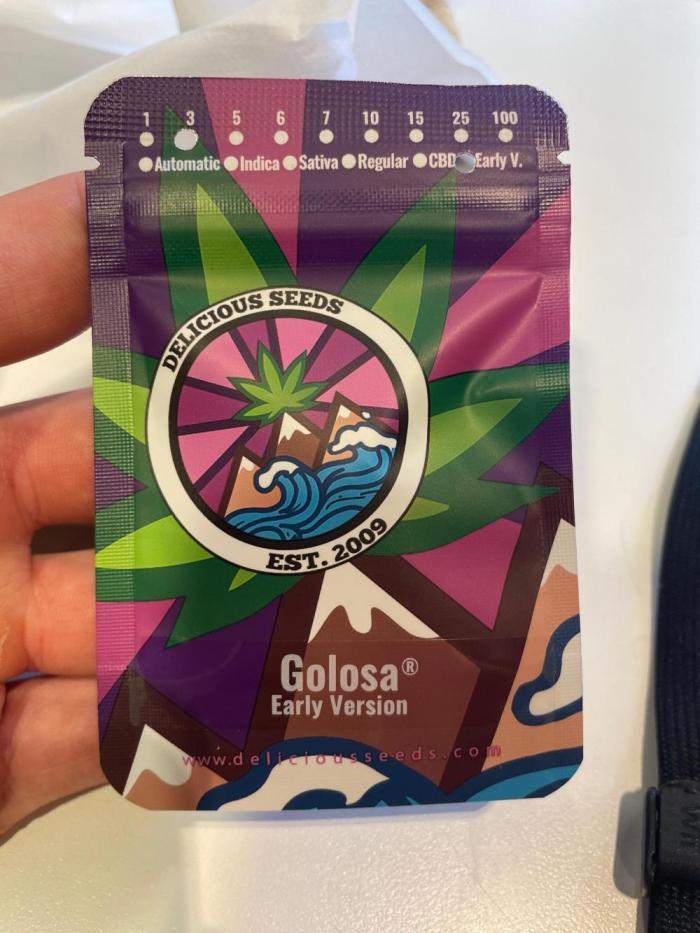 1 3 5 6 7 10 15 25 100
Automatic Indica Sativa Regular CBD Early V.
DELICIOUS SEEDS
EST. 2009
Golosa®
Early Version
www.deliciousseeds.com